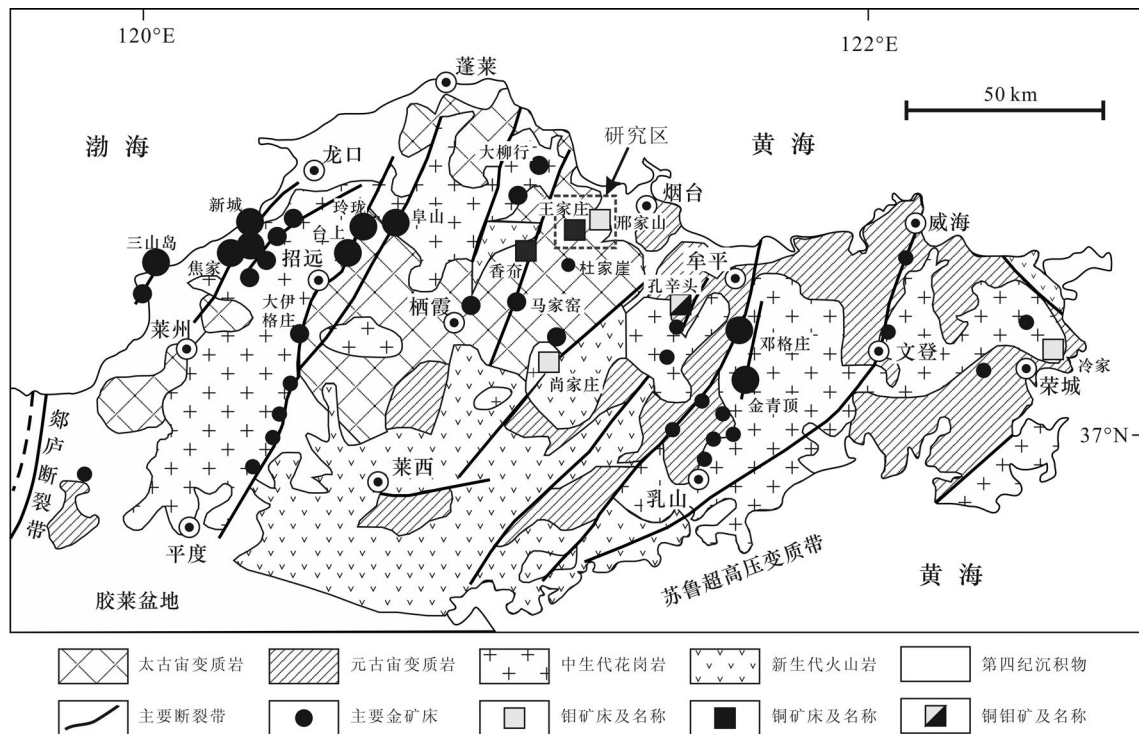 120°E
122°E
蓬莱
50 km
渤海
黄海
研究区
龙口
大柳行
烟台
新城
玲珑
阜山
王家庄
邢家山
威海
三山岛
台上
焦家
招远
香夼
杜家崖
牟平
孔辛头
大伊
格庄
栖霞
马家窑
莱州
邓格庄
文登
冷家
尚家庄
荣城
金青顶
37°N
郯庐断裂带
莱西
乳山
平度
苏鲁超高压变质带
黄海
胶莱盆地
太古宙变质岩
元古宙变质岩
中生代花岗岩
新生代火山岩
第四纪沉积物
主要断裂带
主要金矿床
钼矿床及名称
铜矿床及名称
铜钼矿及名称